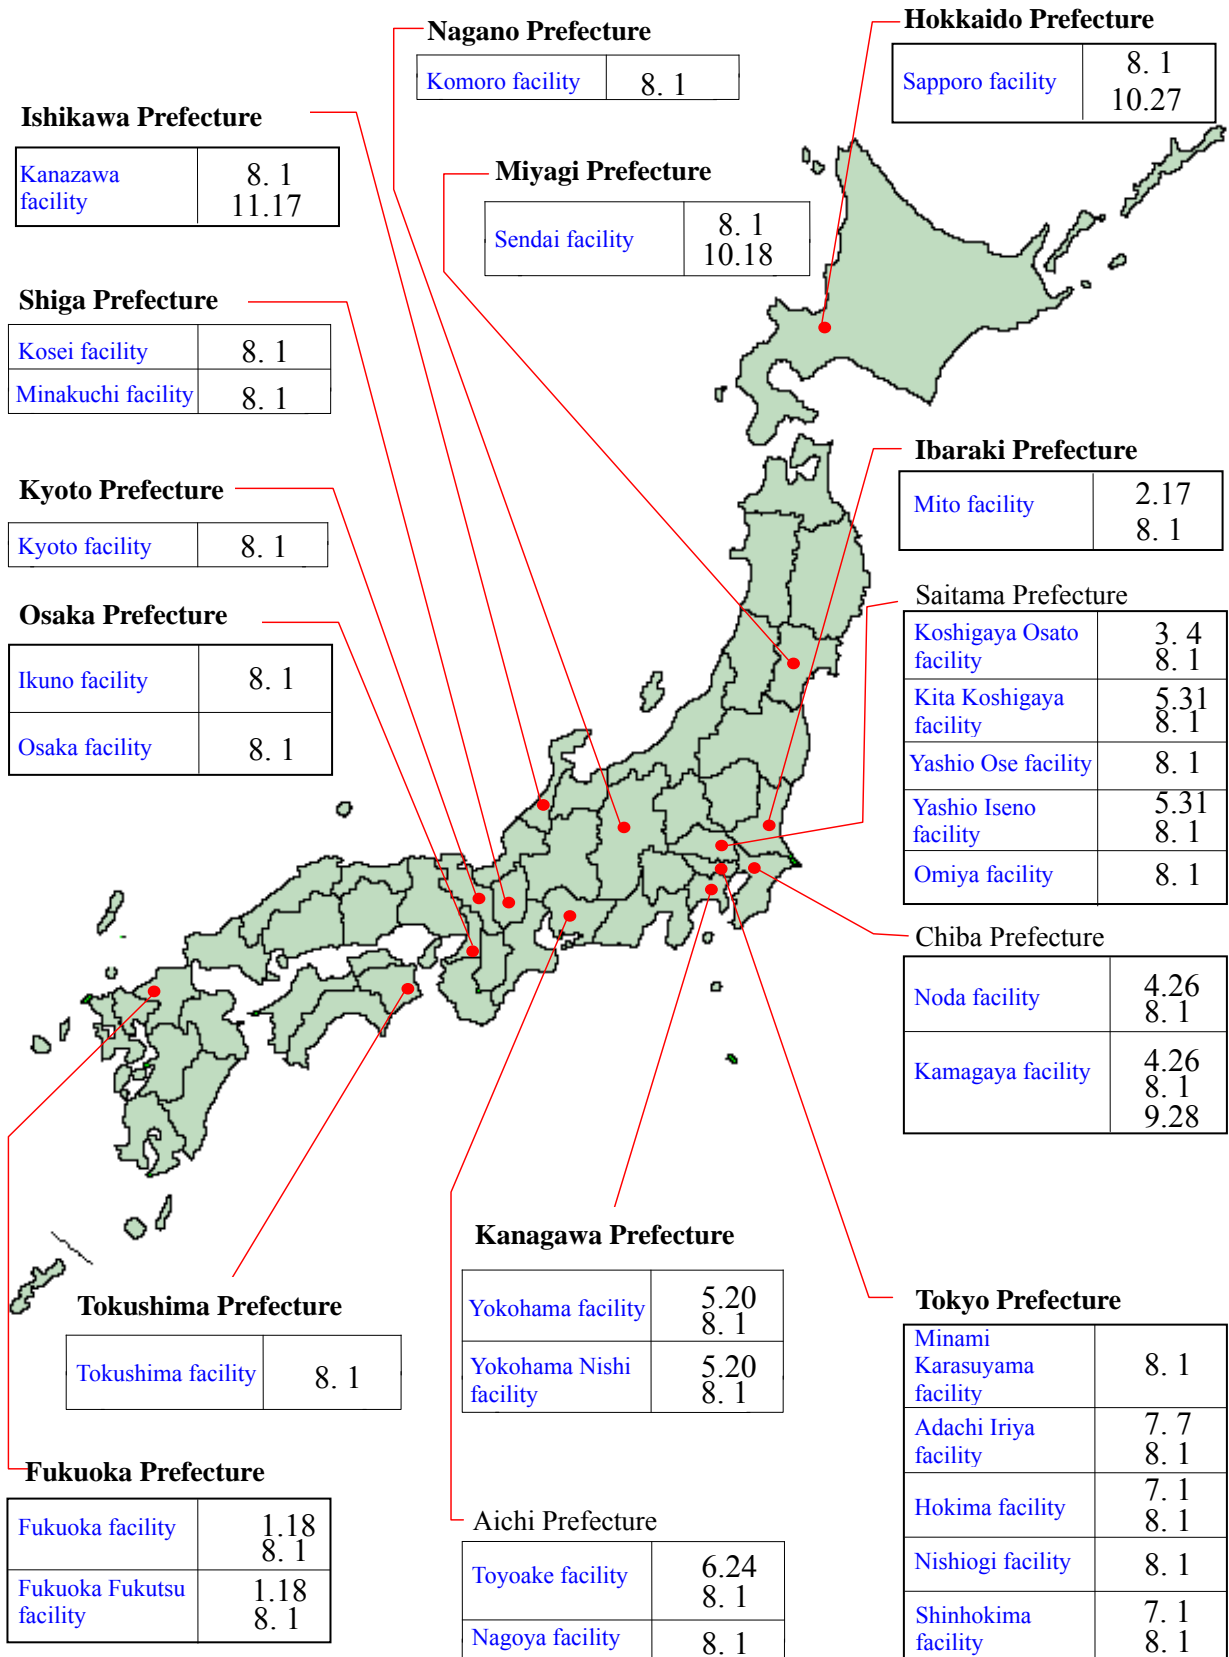 Nagano Prefecture
Komoro facility 8. 1
Hokkaido Prefecture
Sapporo facility 8. 1
10.27
Ishikawa Prefecture
Kanazawa
facility
8. 1
11.17
Miyagi Prefecture
Sendai facility 8. 1
10.18
Shiga Prefecture
Kosei facility 8. 1
Minakuchi facility 8. 1
Kyoto Prefecture
Kyoto facility 8. 1
Osaka Prefecture
Ikuno facility 8. 1
Osaka facility 8. 1
Ibaraki Prefecture
Mito facility 2.17
8. 1
Saitama Prefecture
Koshigaya Osato
facility
3. 4
8. 1
Kita Koshigaya
facility
5.31
8. 1
Yashio Ose facility 8. 1
Yashio Iseno
facility
5.31
8. 1
Omiya facility 8. 1
Chiba Prefecture
Noda facility 4.26
8. 1
Kamagaya facility 4.26
8. 1
9.28
Kanagawa Prefecture
Yokohama facility 5.20
8. 1
Yokohama Nishi
facility
5.20
8. 1
Tokushima Prefecture
Tokushima facility 8. 1
Fukuoka Prefecture
Fukuoka facility 1.18
8. 1
Fukuoka Fukutsu
facility
1.18
8. 1
Aichi Prefecture
Toyoake facility 6.24
8. 1
Nagoya facility 8. 1
Tokyo Prefecture
Minami
Karasuyama
facility
8. 1
Adachi Iriya
facility
7. 7
8. 1
Hokima facility 7. 1
8. 1
Nishiogi facility 8. 1
Shinhokima
facility
7. 1
8. 1